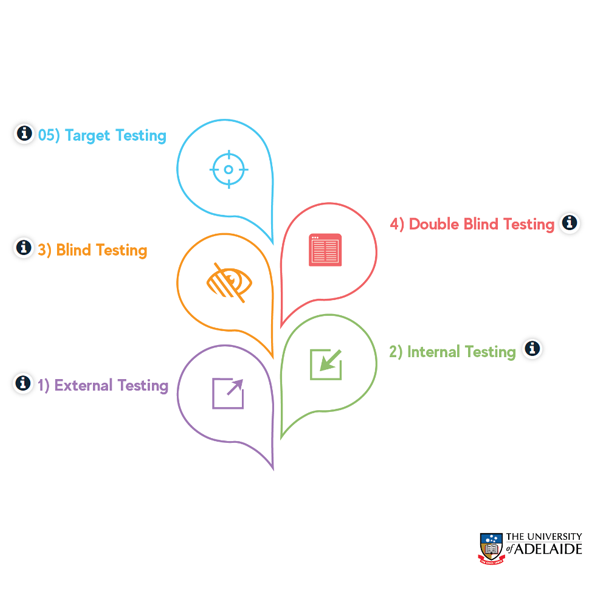 05) Target Testing
4) Double Blind Testing
3) Blind Testing
2) Internal Testing
1) External Testing
THE UNIVERSITY
of ADELAIDE